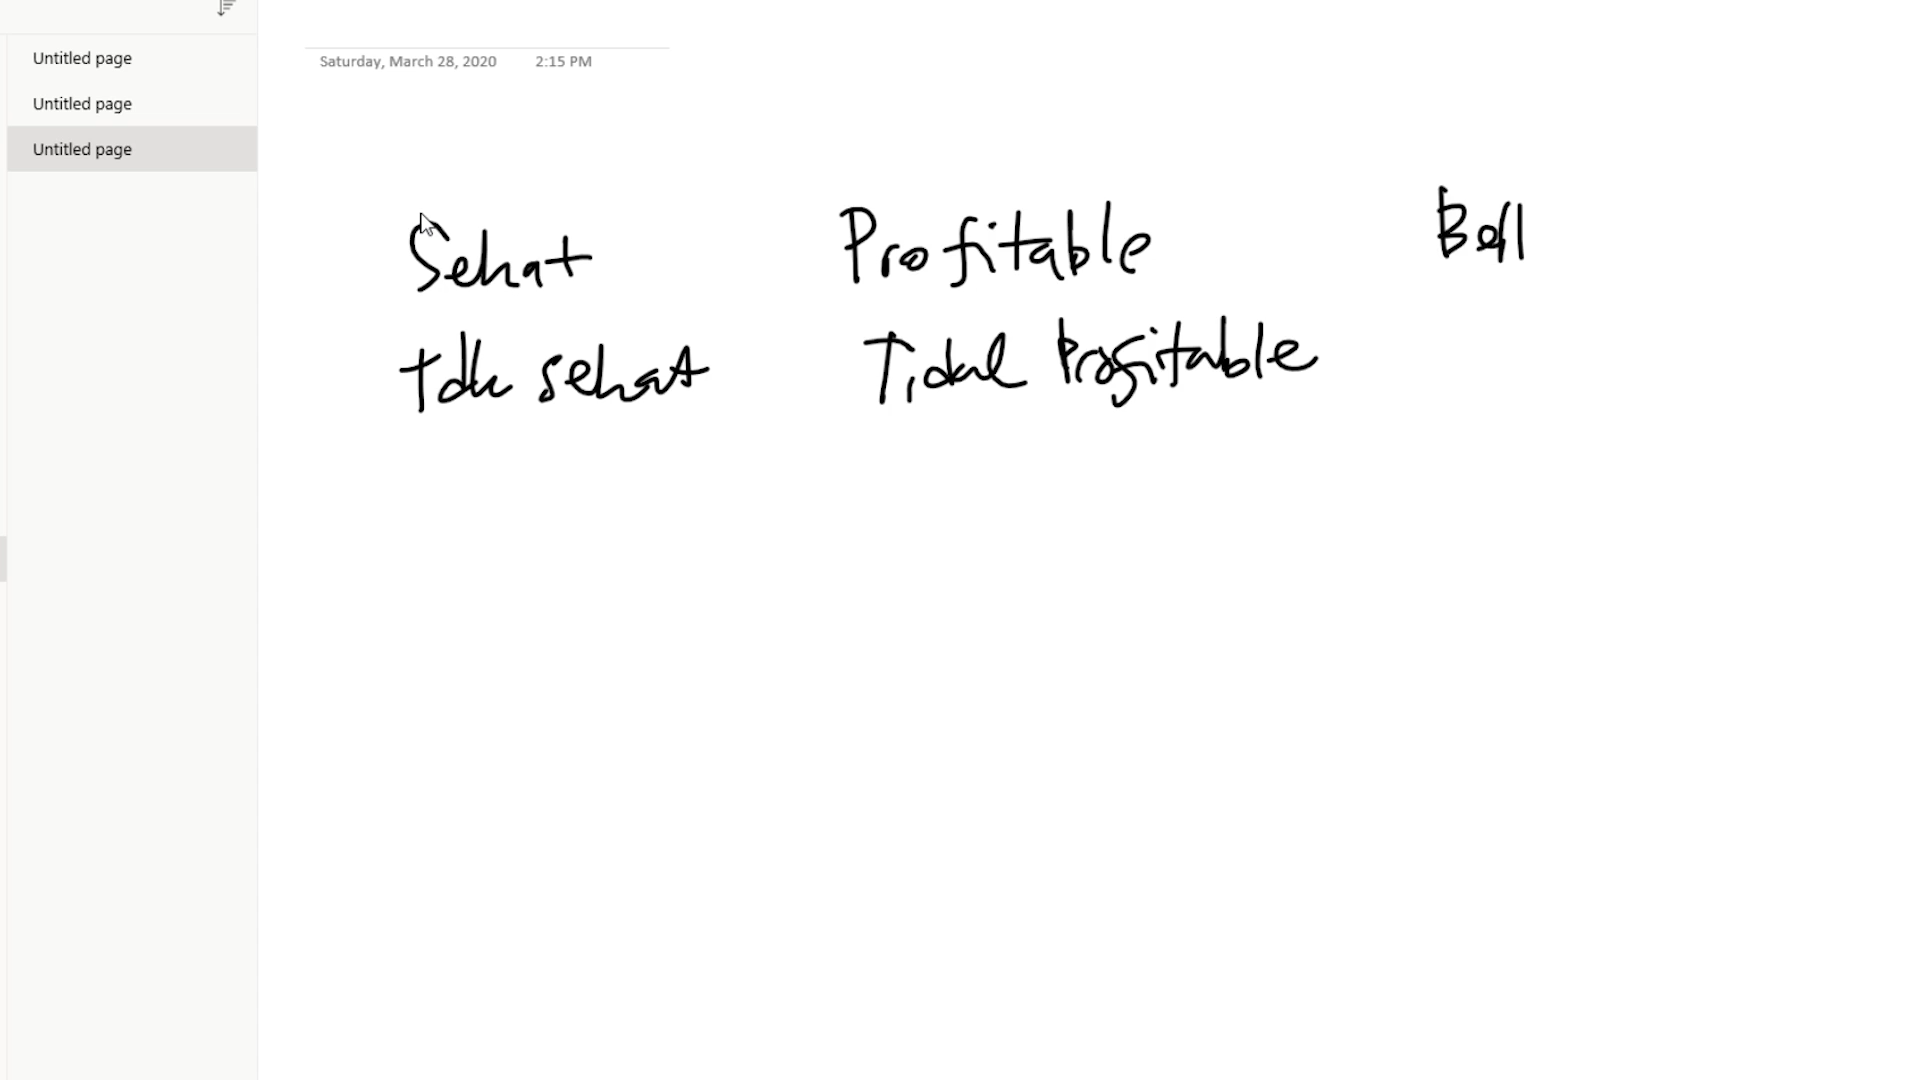 Untitled page
Untitled page
Untitled page
Saturday, March 28, 2020 2:15 PM
Sehat Profitable
tdk sehat Tidak Profitable